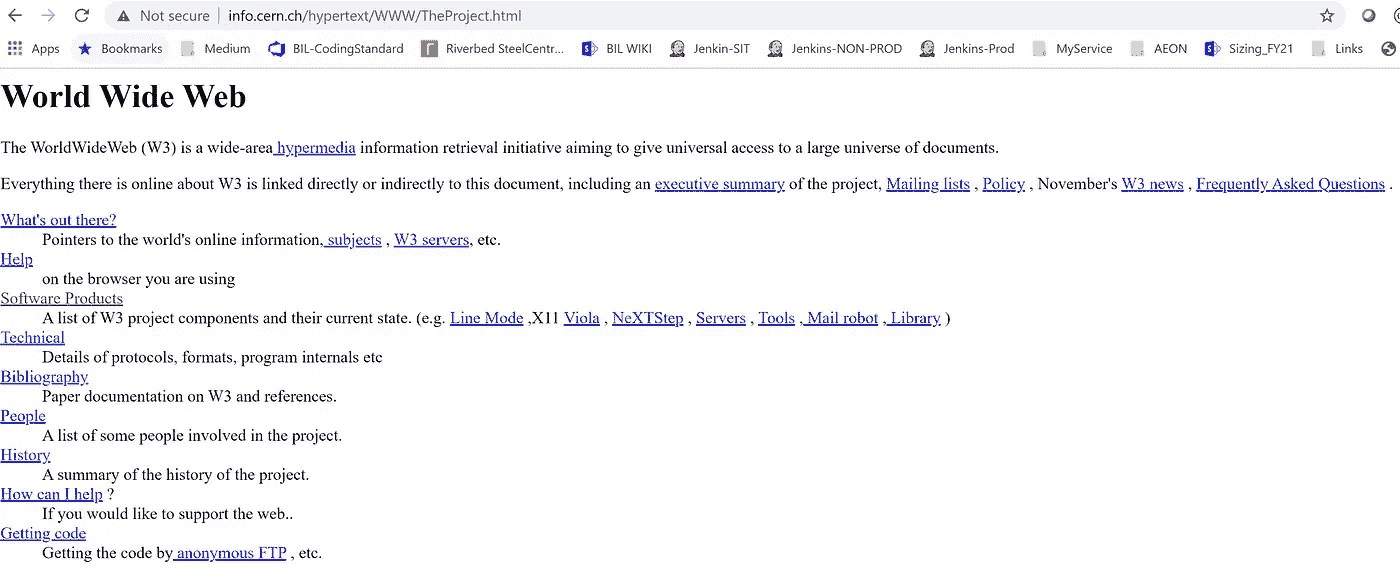 Not secure | info.cern.ch/hypertext/WWW/TheProject.html
Apps Bookmarks Medium BIL-CodingStandard Riverbed SteelCentr... BIL WIKI Jenkin-SIT Jenkins-NON-PROD Jenkins-Prod MyService AEON Sizing_FY21 Links
World Wide Web
The WorldWideWeb (W3) is a wide-area hypermedia information retrieval initiative aiming to give universal access to a large universe of documents.
Everything there is online about W3 is linked directly or indirectly to this document, including an executive summary of the project, Mailing lists , Policy , November's W3 news , Frequently Asked Questions .
What's out there?
Pointers to the world's online information, subjects , W3 servers, etc.
Help
on the browser you are using
Software Products
A list of W3 project components and their current state. (e.g. Line Mode ,X11 Viola , NeXTStep , Servers , Tools , Mail robot , Library )
Technical
Details of protocols, formats, program internals etc
Bibliography
Paper documentation on W3 and references.
People
A list of some people involved in the project.
History
A summary of the history of the project.
How can I help ?
If you would like to support the web..
Getting code
Getting the code by anonymous FTP , etc.